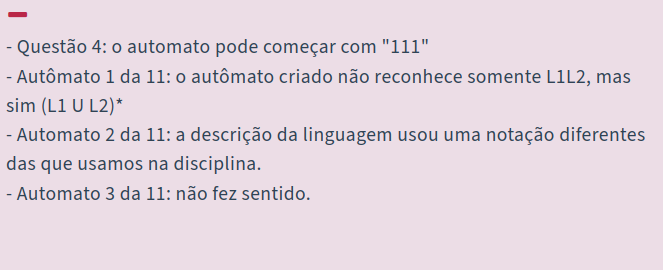 - Questão 4: o automato pode começar com "111"
- Autômato 1 da 11: o autômato criado não reconhece somente L1L2, mas
sim (L1 U L2)*
- Automato 2 da 11: a descrição da linguagem usou uma notação diferentes
das que usamos na disciplina.
- Automato 3 da 11: não fez sentido.